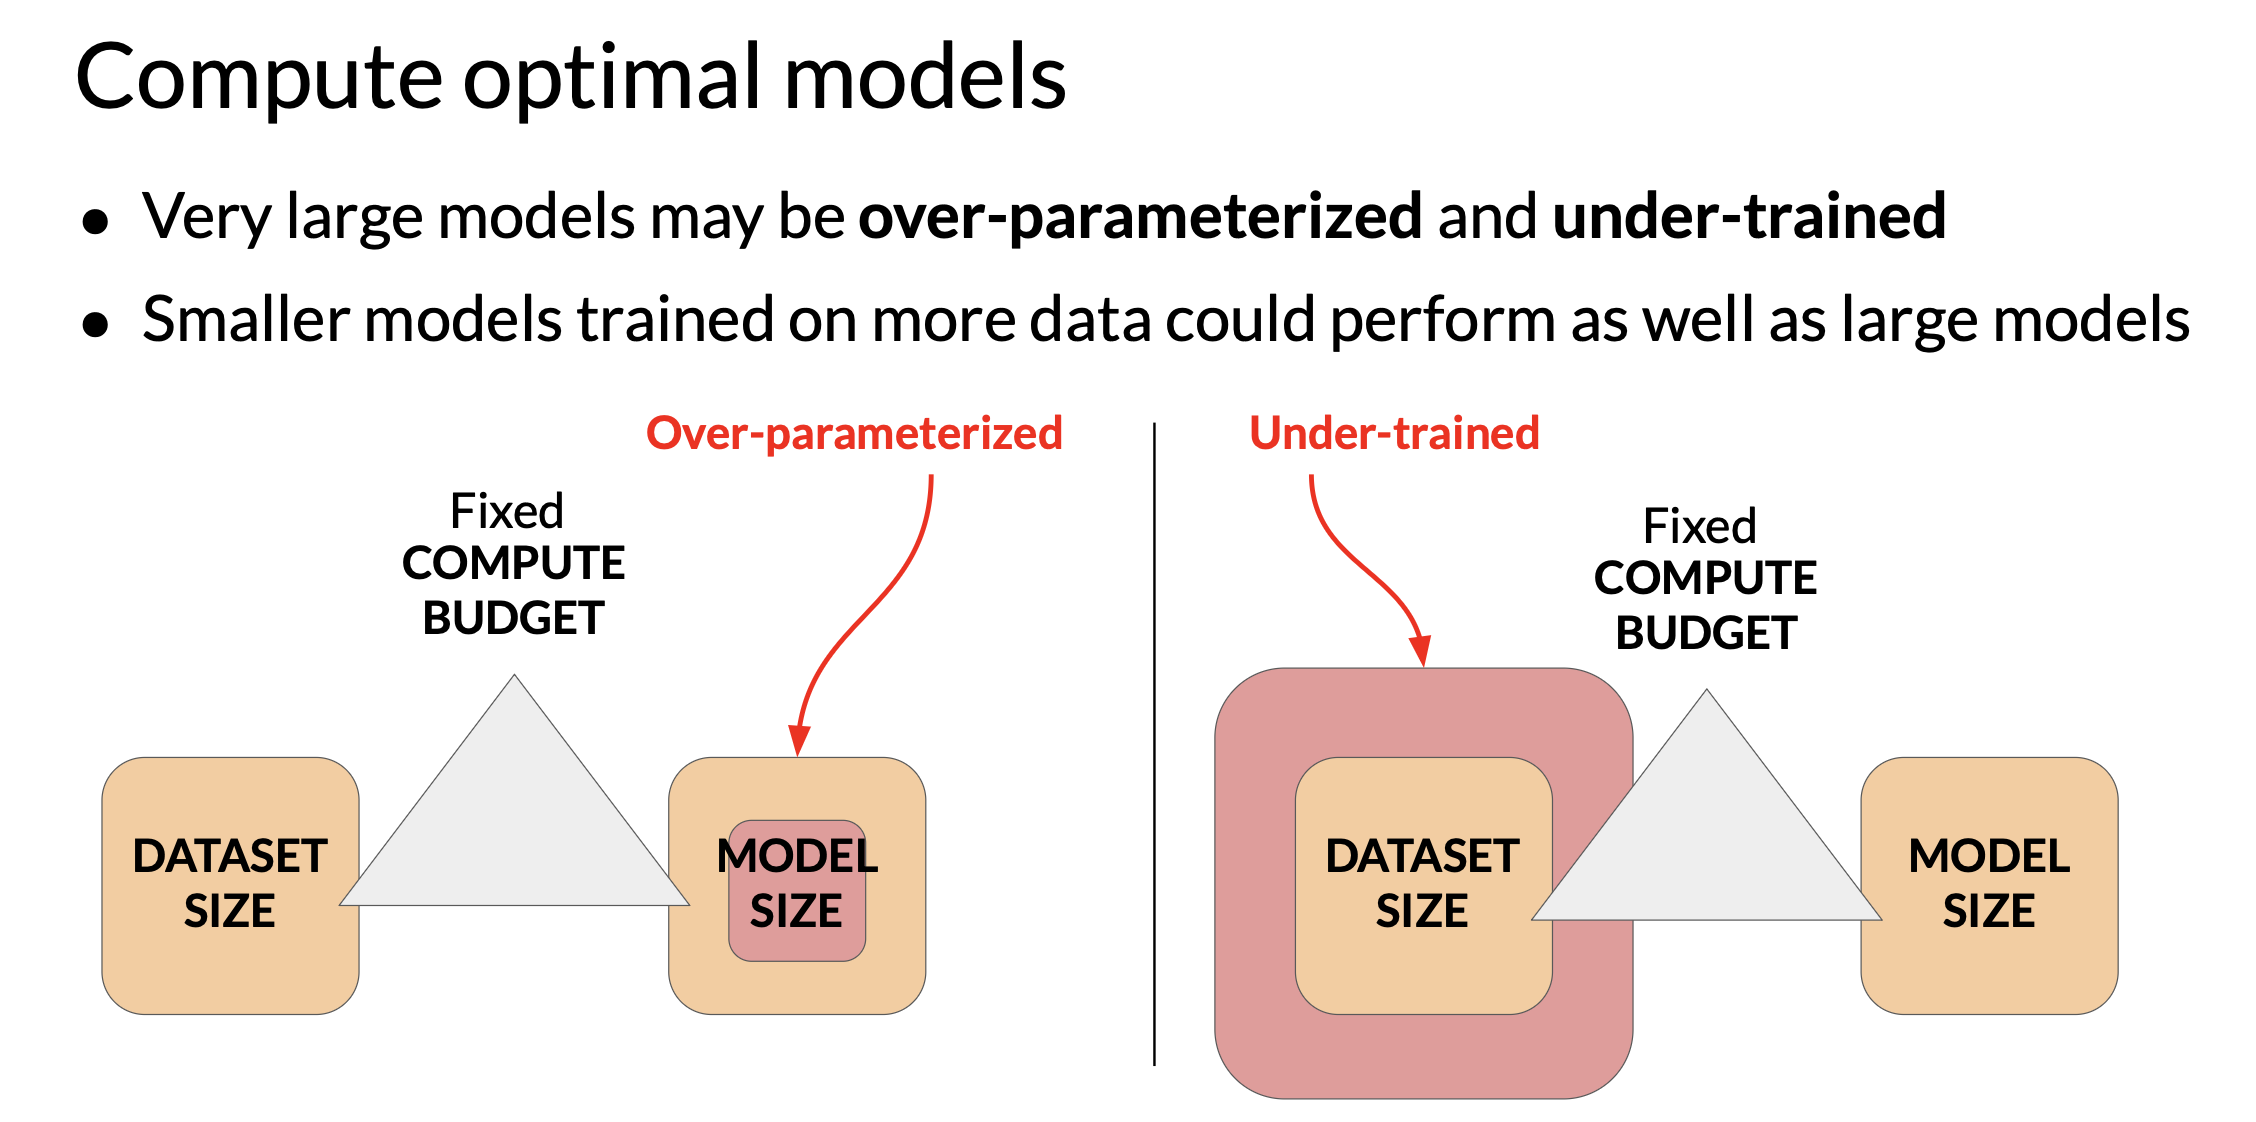 Compute optimal models
● Very large models may be over-parameterized and under-trained
● Smaller models trained on more data could perform as well as large models
Over-parameterized
Fixed
COMPUTE
BUDGET
DATASET
SIZE
MODEL
SIZE
Under-trained
Fixed
COMPUTE
BUDGET
DATASET
SIZE
MODEL
SIZE